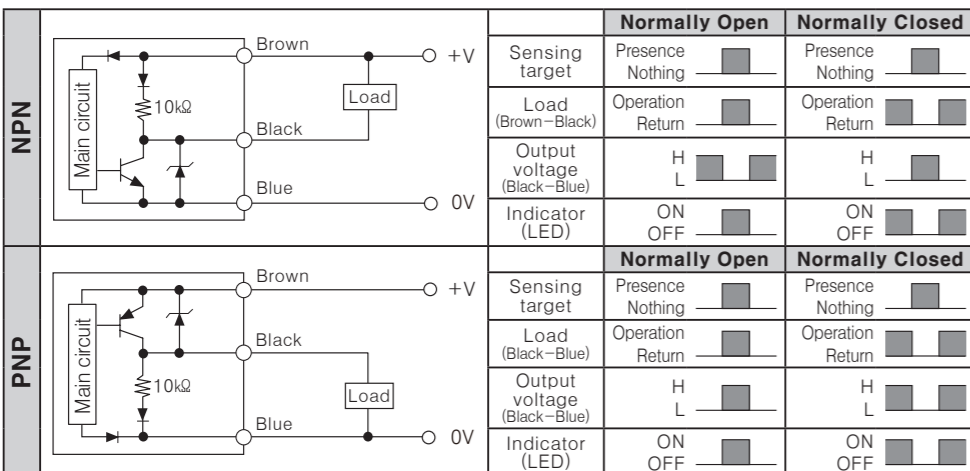 NPN
Main circuit
10kΩ
Brown
Black
Blue
Load
+V
0V
Normally Open
Normally Closed
Sensing
target
Presence
Nothing
Presence
Nothing
Load
(Brown-Black)
Operation
Return
Operation
Return
Output
voltage
(Black-Blue)
H
L
H
L
Indicator
(LED)
ON
OFF
ON
OFF
PNP
Main circuit
10kΩ
Brown
Black
Blue
Load
+V
0V
Normally Open
Normally Closed
Sensing
target
Presence
Nothing
Presence
Nothing
Load
(Black-Blue)
Operation
Return
Operation
Return
Output
voltage
(Black-Blue)
H
L
H
L
Indicator
(LED)
ON
OFF
ON
OFF